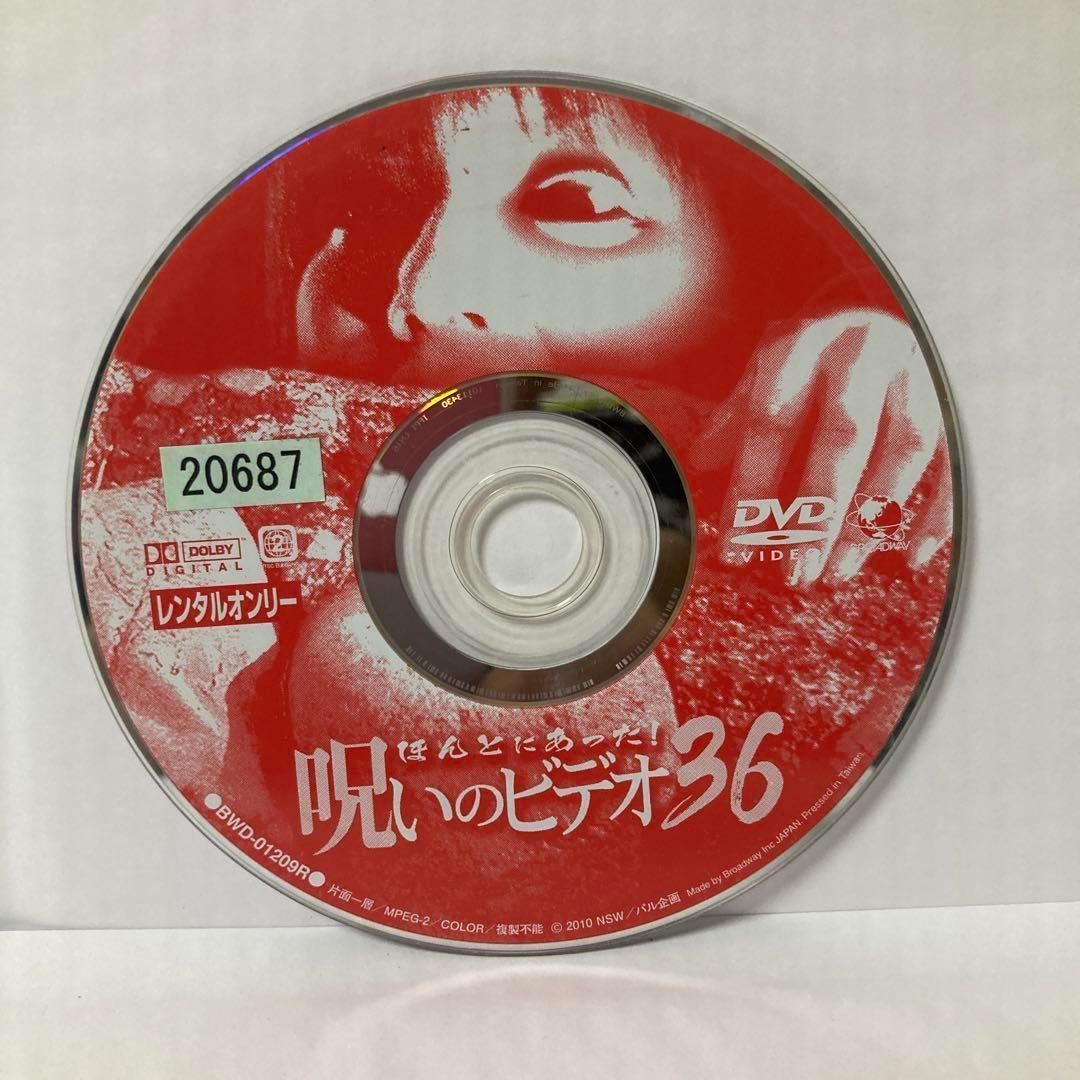 20687
DOLBY
DIGITAL
2
レンタルオンリー
DVD
VIDEO
BROADWAY
ほんとにあった!
呪いのビデオ36
●BWD-01209R●
片面一層/MPEG-2/COLOR/複製不能 © 2010 NSW/パル企画 Made by Broadway Inc JAPAN. Pressed in Taiwan.